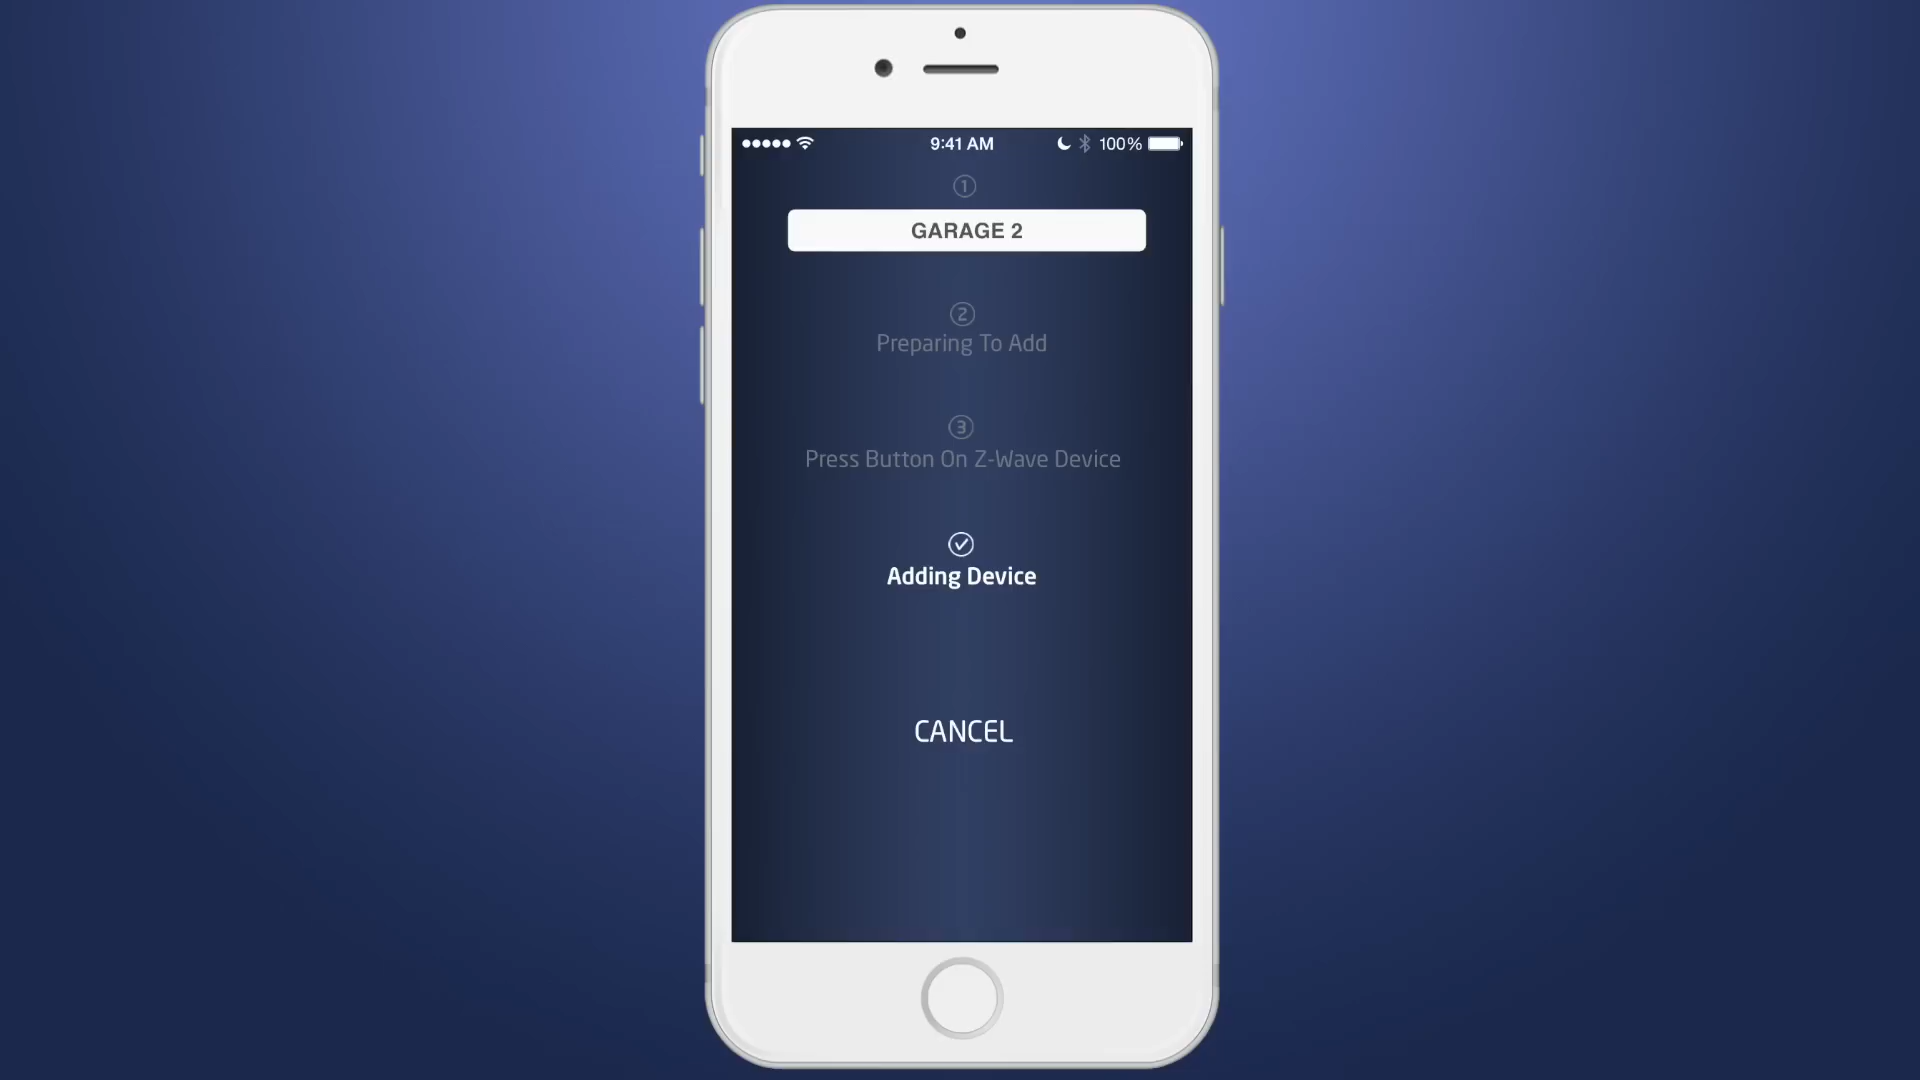 9:41 AM
100%
1
GARAGE 2
2
Preparing To Add
3
Press Button On Z-Wave Device
Adding Device
CANCEL